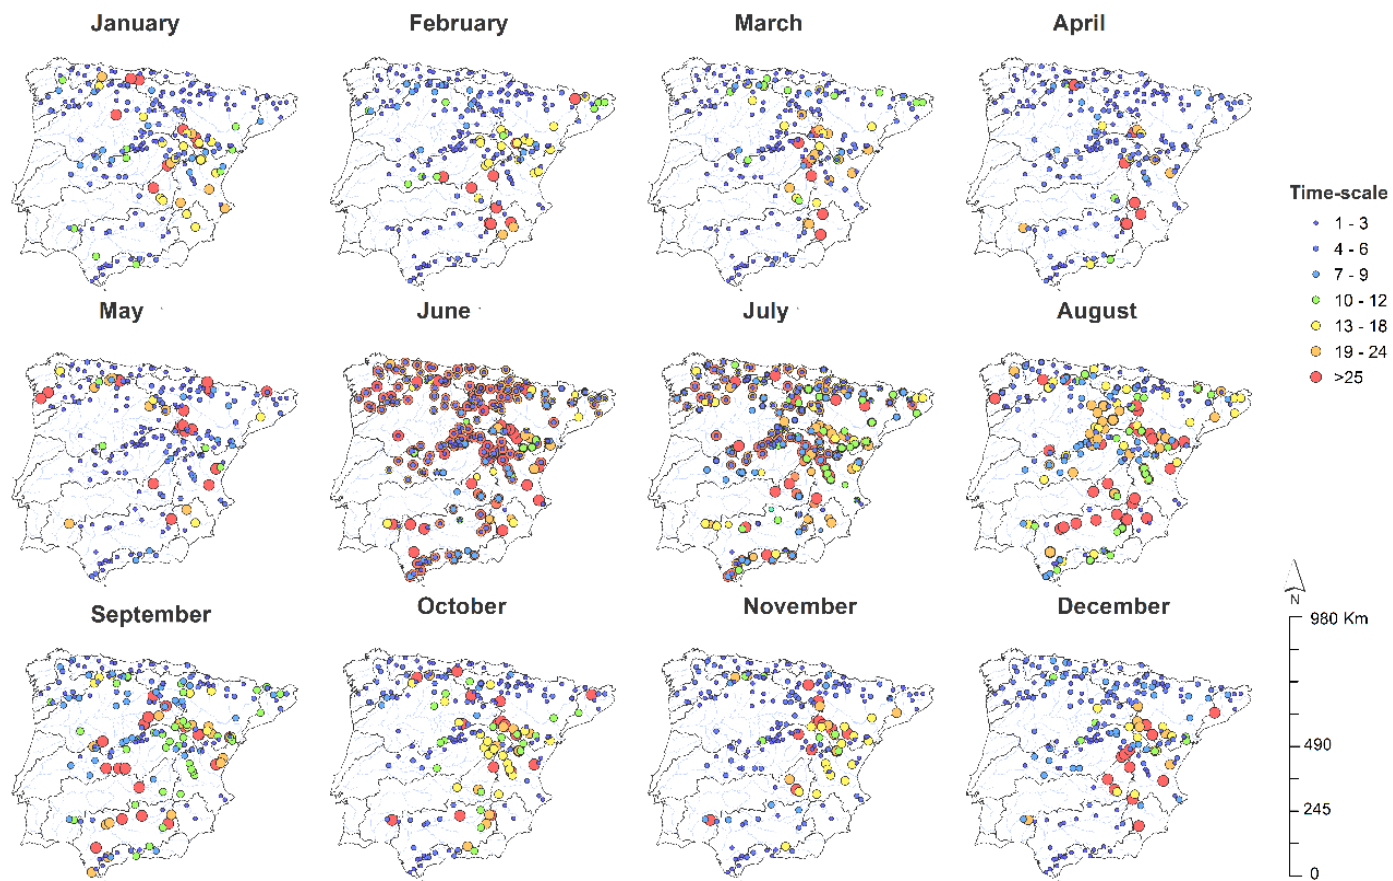 January
February
March
April
Time-scale
1 - 3
4 - 6
7 - 9
10 - 12
13 - 18
19 - 24
>25
May
June
July
August
September
October
November
December
N
980 Km
490
245
0